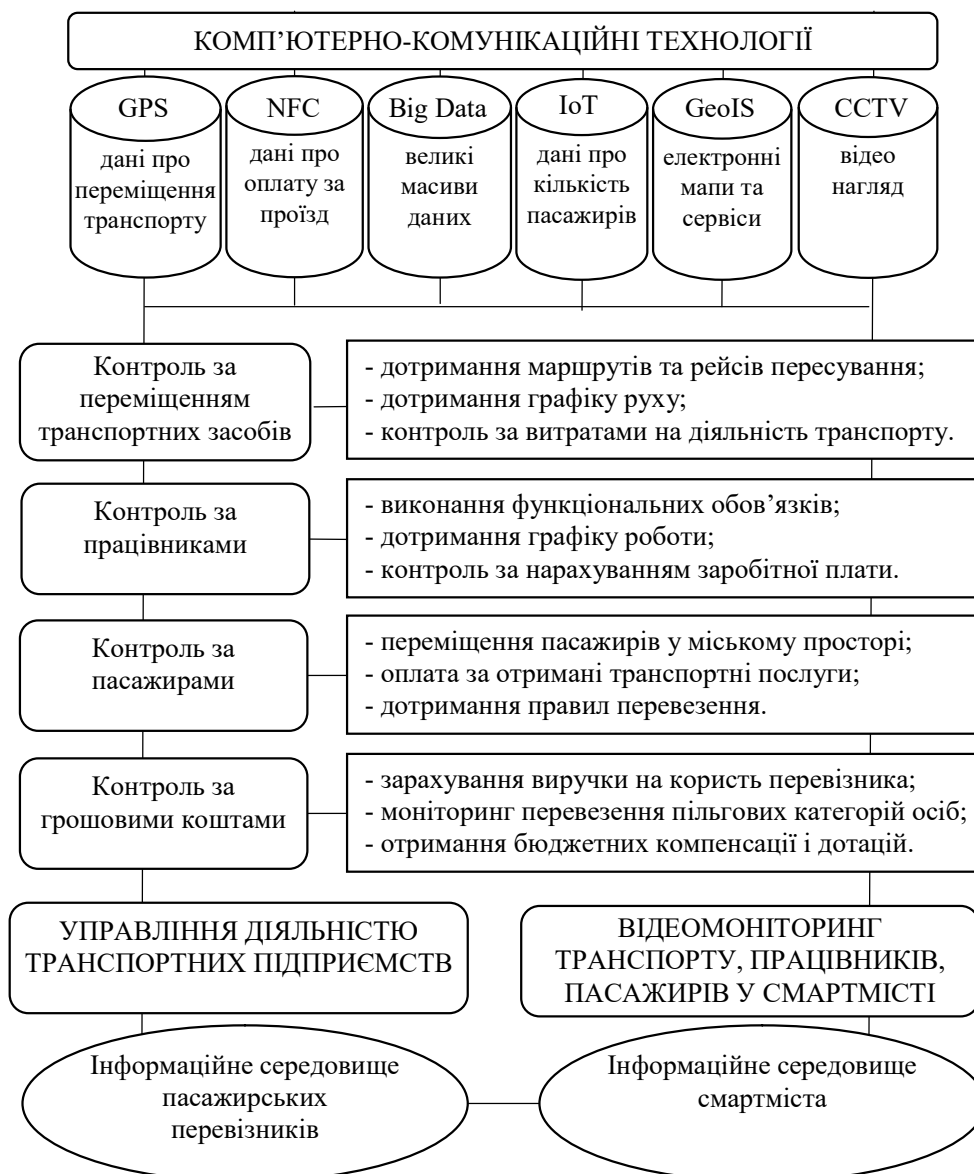 КОМП’ЮТЕРНО-КОМУНІКАЦІЙНІ ТЕХНОЛОГІЇ
GPS
дані про
переміщення
транспорту
NFC
дані про
оплату за
проїзд
Big Data
великі
масиви
даних
IoT
дані про
кількість
пасажирів
GeoIS
електронні
мапи та
сервіси
CCTV
відео
нагляд
Контроль за
переміщенням
транспортних засобів
- дотримання маршрутів та рейсів пересування;
- дотримання графіку руху;
- контроль за витратами на діяльність транспорту.
Контроль за
працівниками
- виконання функціональних обов’язків;
- дотримання графіку роботи;
- контроль за нарахуванням заробітної плати.
Контроль за
пасажирами
- переміщення пасажирів у міському просторі;
- оплата за отримані транспортні послуги;
- дотримання правил перевезення.
Контроль за
грошовими коштами
- зарахування виручки на користь перевізника;
- моніторинг перевезення пільгових категорій осіб;
- отримання бюджетних компенсації і дотацій.
УПРАВЛІННЯ ДІЯЛЬНІСТЮ
ТРАНСПОРТНИХ ПІДПРИЄМСТВ
ВІДЕОМОНІТОРИНГ
ТРАНСПОРТУ, ПРАЦІВНИКІВ,
ПАСАЖИРІВ У СМАРТМІСТІ
Інформаційне середовище
пасажирських
перевізників
Інформаційне середовище
смартміста